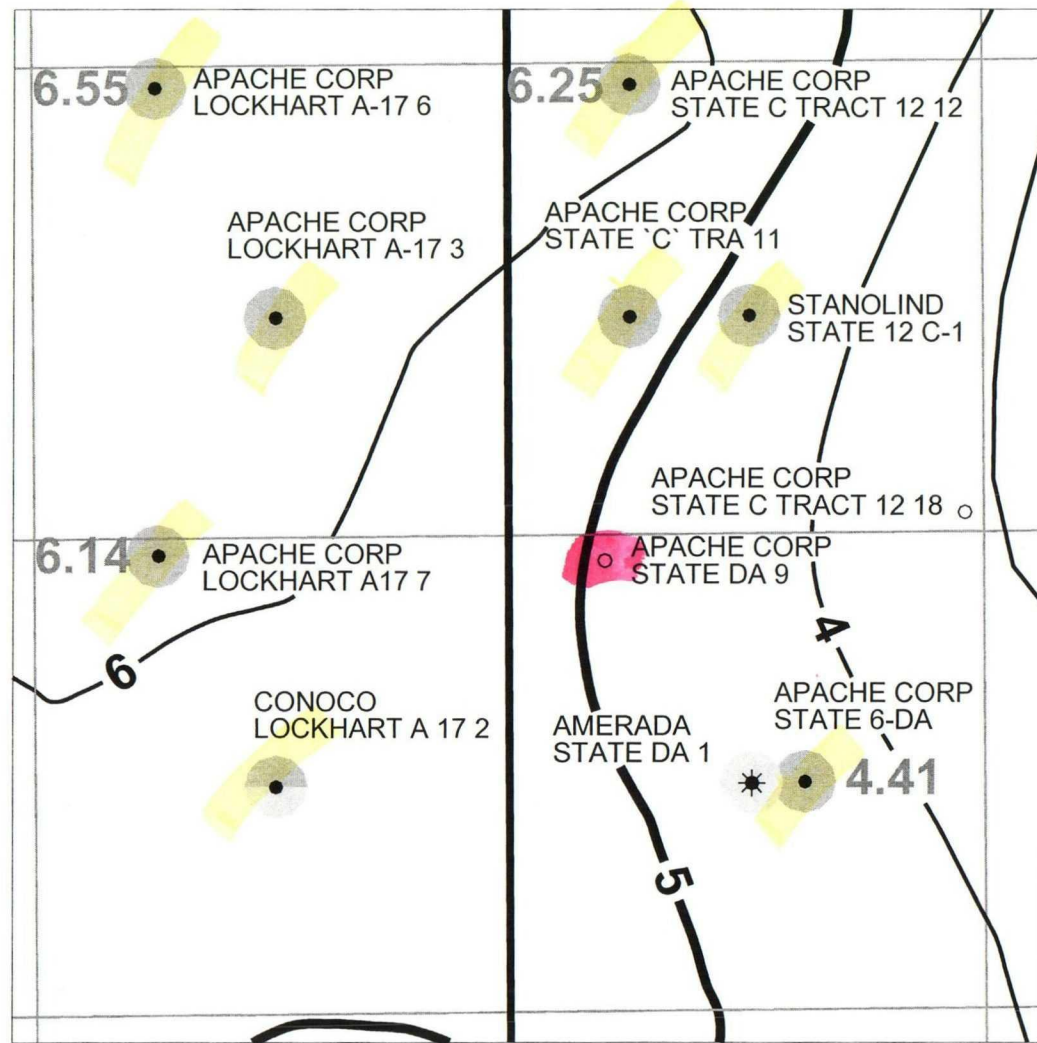 6.55
APACHE CORP
LOCKHART A-17 6
6.25
APACHE CORP
STATE C TRACT 12 12
APACHE CORP
LOCKHART A-17 3
APACHE CORP
STATE `C` TRA 11
STANOLIND
STATE 12 C-1
APACHE CORP
STATE C TRACT 12 18
6.14
APACHE CORP
LOCKHART A17 7
APACHE CORP
STATE DA 9
4
6
CONOCO
LOCKHART A 17 2
AMERADA
STATE DA 1
APACHE CORP
STATE 6-DA
4.41
5